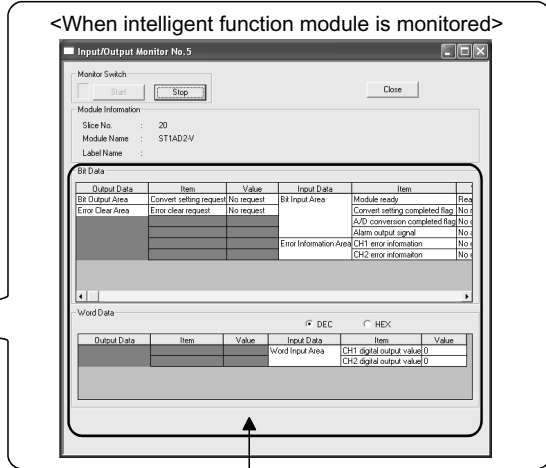 <When intelligent function module is monitored>
Input/Output Monitor No.5
Monitor Switch
Start Stop Close
Module Information
Slice No. : 20
Module Name : ST1AD2-V
Label Name :
Bit Data
Output Data Item Value Input Data Item
Bit Output Area Convert setting request No request Bit Input Area Module ready
Error Clear Area Error clear request No request Convert setting completed flag
A/D conversion completed flag
Alarm output signal
Error Information Area CH1 error information
CH2 error informaiton
Word Data
DEC HEX
Output Data Item Value Input Data Item Value
Word Input Area CH1 digital output value 0
CH2 digital output value 0